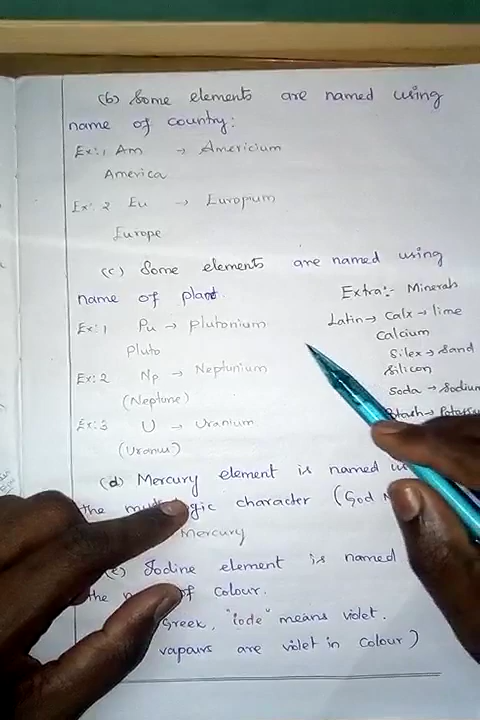 (b) Some elements are named using
name of country:
Ex:1 Am → Americium
America
Ex: 2 Eu → Europium
Europe
(c) Some elements are named using
name of
Ex: 1 Pu → Plutonium
Pluto
Ex: 2 Np → Neptunium
(Neptune)
Ex: 3 U → Uranium
(Uranus)
Extra:- Minerals
Latin → Calx → lime
Calcium
Silex → Sand
Silicon
Soda → Sodium
(d) Mercury element is named
the character (God
Mercury
(e) Iodine element is named
the of colour.
Greek, "iode" means violet.
vapours are violet in colour)